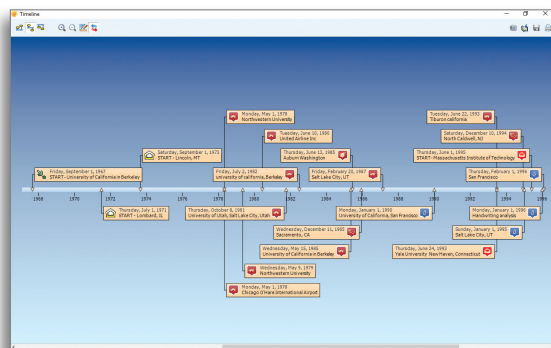 Timeline
Monday, May 1, 1978
Northwestern University
Tuesday, June 22, 1993
Tiburon california
Tuesday, June 10, 1980
United Airline Inc
Saturday, December 10, 1994
North Caldwell, NJ
Saturday, September 1, 1973
START - Lincoln, MT
Thursday, June 13, 1985
Auburn Washington
Thursday, June 1, 1995
START - Massachusetts Institute of Technology
Friday, September 1, 1967
START - University of California in Berkeley
Friday, July 2, 1982
university of california, Berkeley
Friday, February 20, 1987
Salt Lake City, UT
Thursday, February 1, 1996
San Francisco
1968 1970 1972 1974 1976 1978 1980 1982 1984 1986 1988 1990 1992 1994 1996
Thursday, July 1, 1971
START - Lombard, IL
Thursday, October 8, 1981
University of Utah, Salt Lake City, Utah
Monday, January 1, 1990
University of California, San Francisco
Monday, January 1, 1996
Handwriting analysis
Wednesday, December 11, 1985
Sacramento, CA
Sunday, January 1, 1995
Salt Lake City, UT
Wednesday, May 15, 1985
University of California in Berkeley
Thursday, June 24, 1993
Yale University New Haven, Connecticut
Wednesday, May 9, 1979
Northwestern University
Monday, May 1, 1978
Chicago O'Hare International Airport